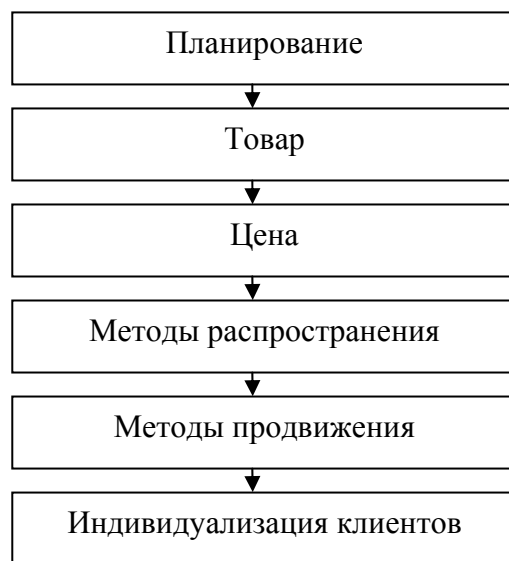 Планирование
Товар
Цена
Методы распространения
Методы продвижения
Индивидуализация клиентов